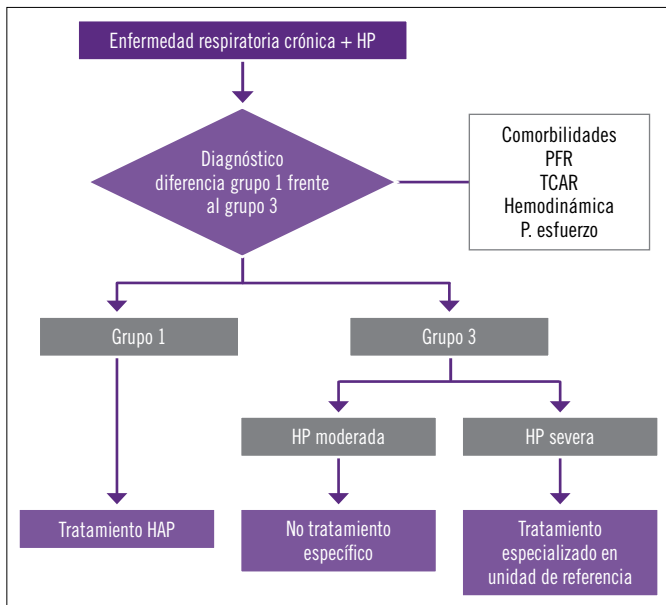 Enfermedad respiratoria crónica + HP
Diagnóstico
diferencia grupo 1 frente
al grupo 3
Comorbilidades
PFR
TCAR
Hemodinámica
P. esfuerzo
Grupo 1
Grupo 3
HP moderada
HP severa
Tratamiento HAP
No tratamiento
específico
Tratamiento
especializado en
unidad de referencia